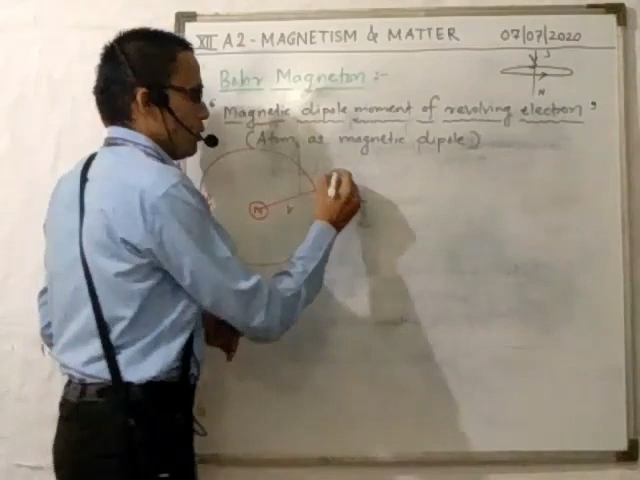 XII A2 - MAGNETISM & MATTER 07/07/2020
Bohr Magneton :-
S
N
" Magnetic dipole moment of revolving electron "
(Atom as magnetic dipole)
N
r